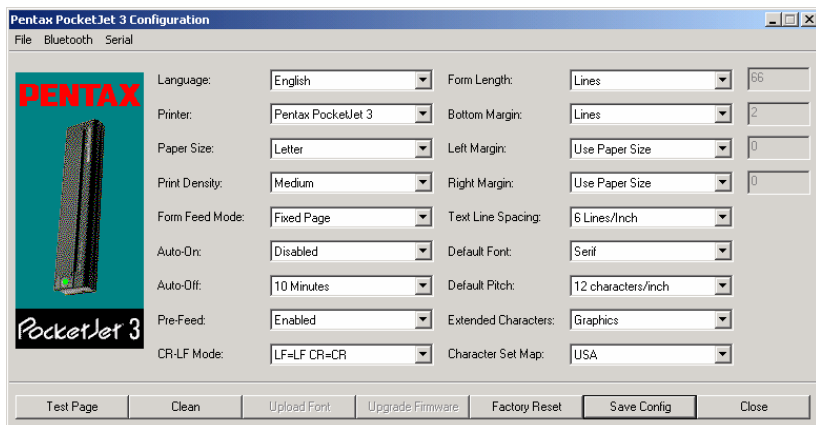 Pentax PocketJet 3 Configuration
File Bluetooth Serial
PENTAX
PocketJet 3
Language: English
Printer: Pentax PocketJet 3
Paper Size: Letter
Print Density: Medium
Form Feed Mode: Fixed Page
Auto-On: Disabled
Auto-Off: 10 Minutes
Pre-Feed: Enabled
CR-LF Mode: LF=LF CR=CR
Form Length: Lines 66
Bottom Margin: Lines 2
Left Margin: Use Paper Size 0
Right Margin: Use Paper Size 0
Text Line Spacing: 6 Lines/Inch
Default Font: Serif
Default Pitch: 12 characters/inch
Extended Characters: Graphics
Character Set Map: USA
Test Page Clean Upload Font Upgrade Firmware Factory Reset Save Config Close